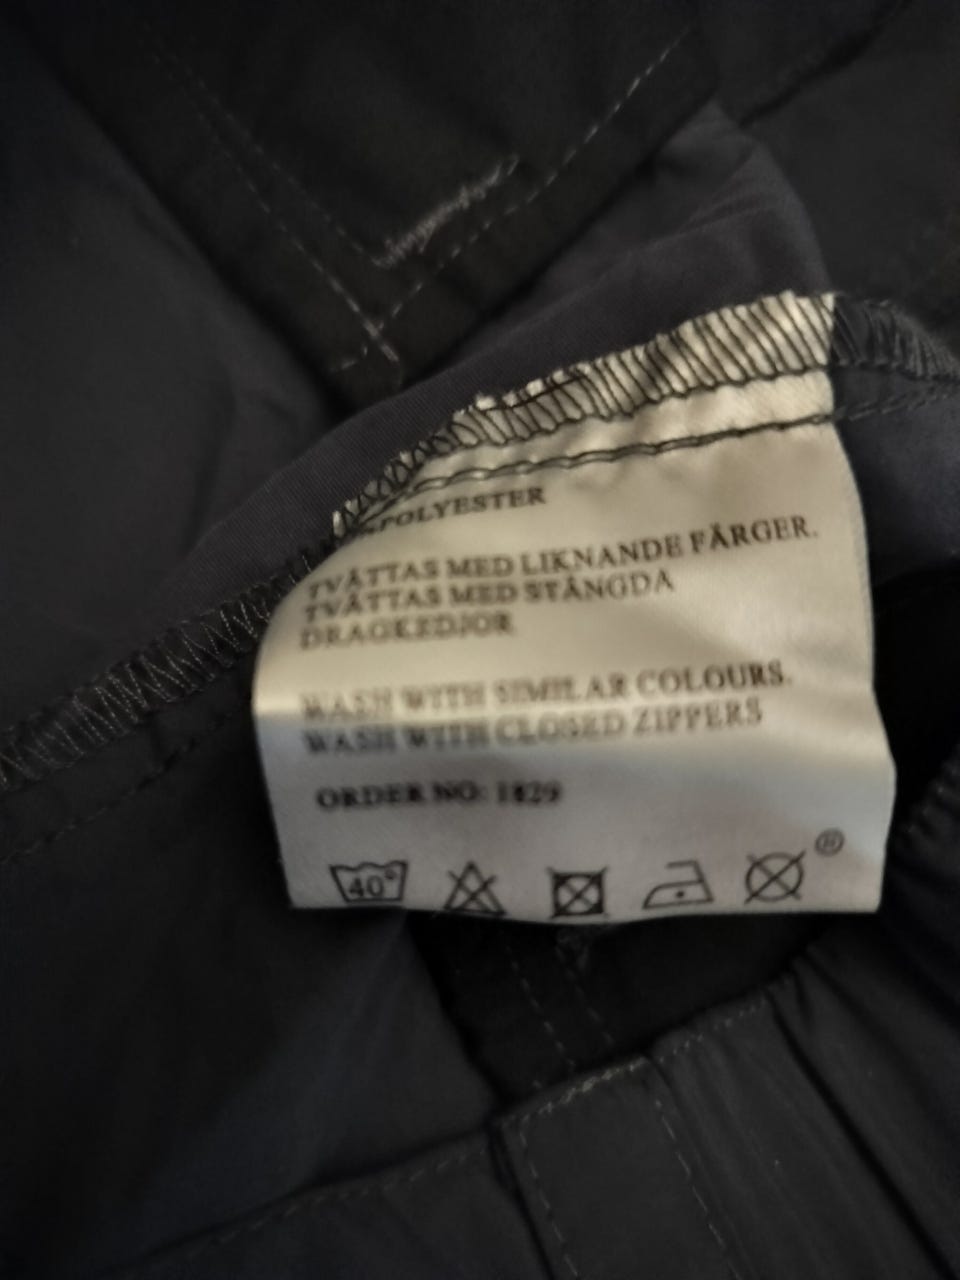 POLYESTER
TVÄTTAS MED LIKNANDE FÄRGER.
TVÄTTAS MED STÄNGDA
DRAGKEDJOR
WASH WITH SIMILAR COLOURS.
WASH WITH CLOSED ZIPPERS
ORDER NO: 1829
40°
®